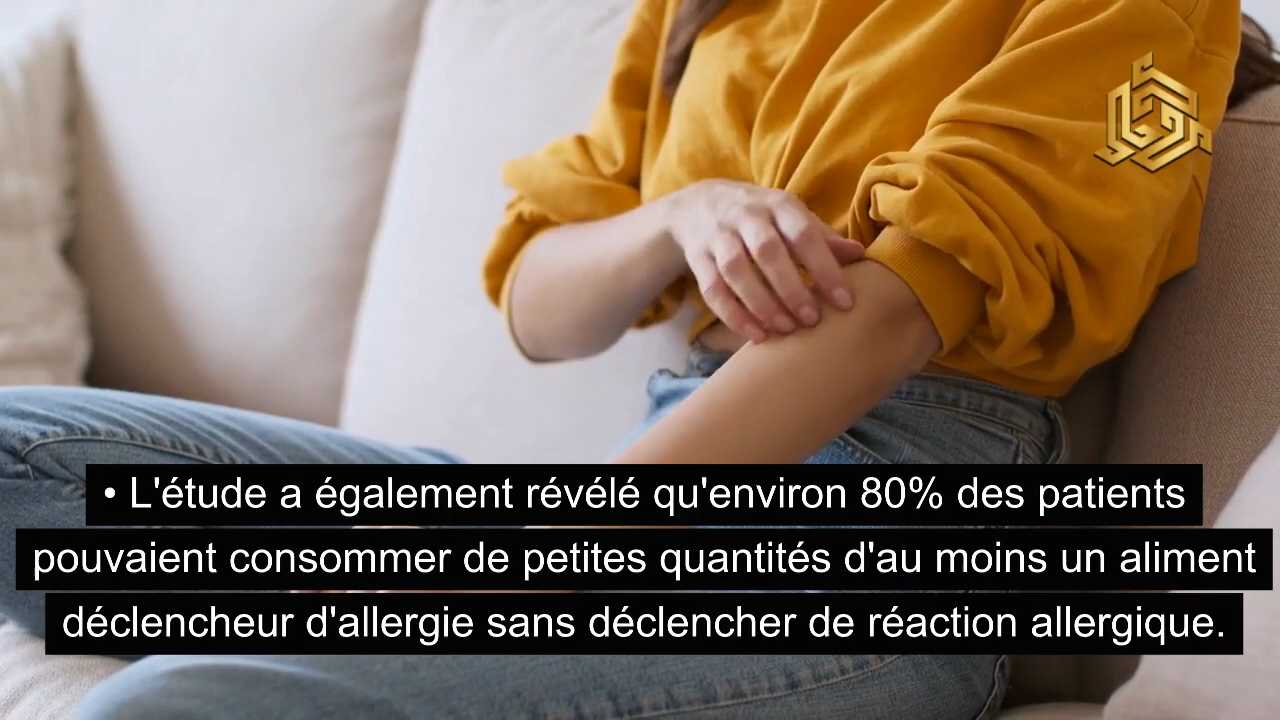 • L'étude a également révélé qu'environ 80% des patients
pouvaient consommer de petites quantités d'au moins un aliment
déclencheur d'allergie sans déclencher de réaction allergique.